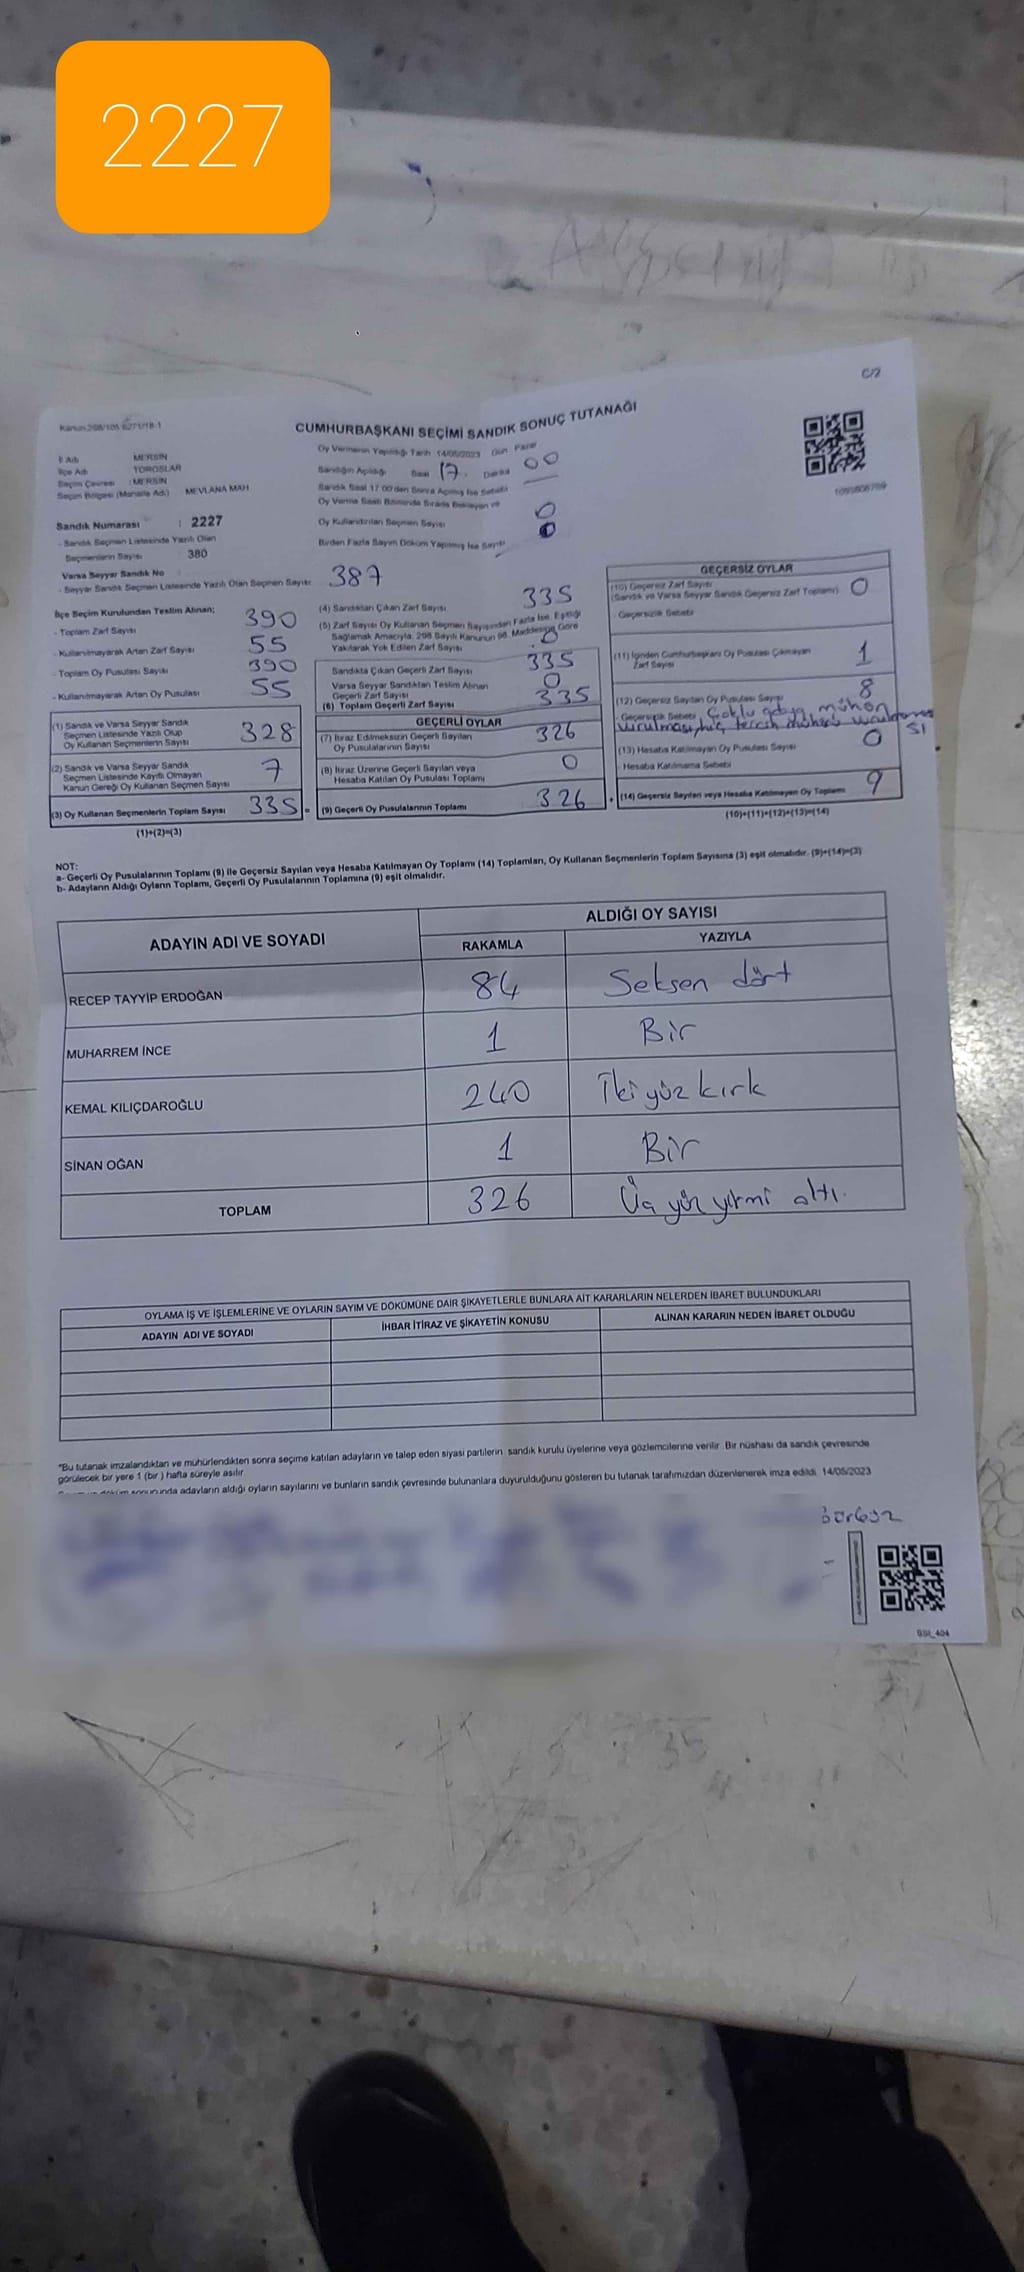 2227
C/2
CUMHURBAŞKANI SEÇİMİ SANDIK SONUÇ TUTANAĞI
İl Adı : MERSİN
İlçe Adı : TOROSLAR
Seçim Çevresi : MERSİN
Seçim Bölgesi (Mahalle Adı) MEVLANA MAH
Sandık Numarası : 2227
- Sandık Seçmen Listesinde Yazılı Olan
Seçmenlerin Sayısı 380
Varsa Seyyar Sandık No
- Seyyar Sandık Seçmen Listesinde Yazılı Olan Seçmen Sayısı 387
Oy Vermenin Yapıldığı Tarih 14/05/2023 Gün Pazar
Sandığın Açıldığı Saat 17. Dakika 00
Sandık Saat 17.00'den Sonra Açılmış İse Sebebi
Oy Kullandırılan Seçmen Sayısı 0
Birden Fazla Sayım Döküm Yapılmış İse Sayısı 0
İlçe Seçim Kurulundan Teslim Alınan;
- Toplam Zarf Sayısı 390
- Kullanılmayarak Artan Zarf Sayısı 55
- Toplam Oy Pusulası Sayısı 390
- Kullanılmayarak Artan Oy Pusulası 55
(1) Sandık ve Varsa Seyyar Sandık
Seçmen Listesinde Yazılı Olup
Oy Kullanan Seçmenlerin Sayısı 328
(2) Sandık ve Varsa Seyyar Sandık
Seçmen Listesinde Kayıtlı Olmayan
Kanun Gereği Oy Kullanan Seçmen Sayısı 7
(3) Oy Kullanan Seçmenlerin Toplam Sayısı 335 =
(1)+(2)=(3)
(4) Sandıktan Çıkan Zarf Sayısı 335
(5) Zarf Sayısı Oy Kullanan Seçmen Sayısından Fazla İse, Eşitliği
Sağlamak Amacıyla, 298 Sayılı Kanunun 98. Maddesine Göre
Yakılarak Yok Edilen Zarf Sayısı 0
Sandıkta Çıkan Geçerli Zarf Sayısı 335
Varsa Seyyar Sandıktan Teslim Alınan
Geçerli Zarf Sayısı 0
(6) Toplam Geçerli Zarf Sayısı 335
GEÇERLİ OYLAR
(7) İtiraz Edilmeksizin Geçerli Sayılan
Oy Pusulalarının Sayısı 326
(8) İtiraz Üzerine Geçerli Sayılan veya
Hesaba Katılan Oy Pusulası Toplamı 0
(9) Geçerli Oy Pusulalarının Toplamı 326
GEÇERSİZ OYLAR
(10) Geçersiz Zarf Sayısı
(Sandık ve Varsa Seyyar Sandık Geçersiz Zarf Toplamı) 0
- Geçersizlik Sebebi
(11) İçinden Cumhurbaşkanı Oy Pusulası Çıkmayan
Zarf Sayısı 1
(12) Geçersiz Sayılan Oy Pusulası Sayısı 8
- Geçersizlik Sebebi Çoklu adaya mühür
vurulması, hiç tercih mührü vurulmama
sı
(13) Hesaba Katılmayan Oy Pusulası Sayısı 0
- Hesaba Katılmama Sebebi
+ (14) Geçersiz Sayılan veya Hesaba Katılmayan Oy Toplamı 9
(10)+(11)+(12)+(13)=(14)
NOT:
a- Geçerli Oy Pusulalarının Toplamı (9) ile Geçersiz Sayılan veya Hesaba Katılmayan Oy Toplamı (14) Toplamları, Oy Kullanan Seçmenlerin Toplam Sayısına (3) eşit olmalıdır. (9)+(14)=(3)
b- Adayların Aldığı Oyların Toplamı, Geçerli Oy Pusulalarının Toplamına (9) eşit olmalıdır.
ADAYIN ADI VE SOYADI
ALDIĞI OY SAYISI
RAKAMLA YAZIYLA
RECEP TAYYİP ERDOĞAN 84 Seksen dört
MUHARREM İNCE 1 Bir
KEMAL KILIÇDAROĞLU 240 İki yüz kırk
SİNAN OĞAN 1 Bir
TOPLAM 326 Üç yüz yirmi altı.
OYLAMA İŞ VE İŞLEMLERİNE VE OYLARIN SAYIM VE DÖKÜMÜNE DAİR ŞİKAYETLERLE BUNLARA AİT KARARLARIN NELERDEN İBARET BULUNDUKLARI
ADAYIN ADI VE SOYADI İHBAR İTİRAZ VE ŞİKAYETİN KONUSU ALINAN KARARIN NEDEN İBARET OLDUĞU
*Bu tutanak imzalandıktan ve mühürlendikten sonra seçime katılan adayların ve talep eden siyasi partilerin sandık kurulu üyelerine veya gözlemcilerine verilir. Bir nüshası da sandık çevresinde
görülecek bir yere 1 (bir ) hafta süreyle asılır.
sonucunda adayların aldığı oyların sayılarını ve bunların sandık çevresinde bulunanlara duyurulduğunu gösteren bu tutanak tarafımızdan düzenlenerek imza edildi. 14/05/2023